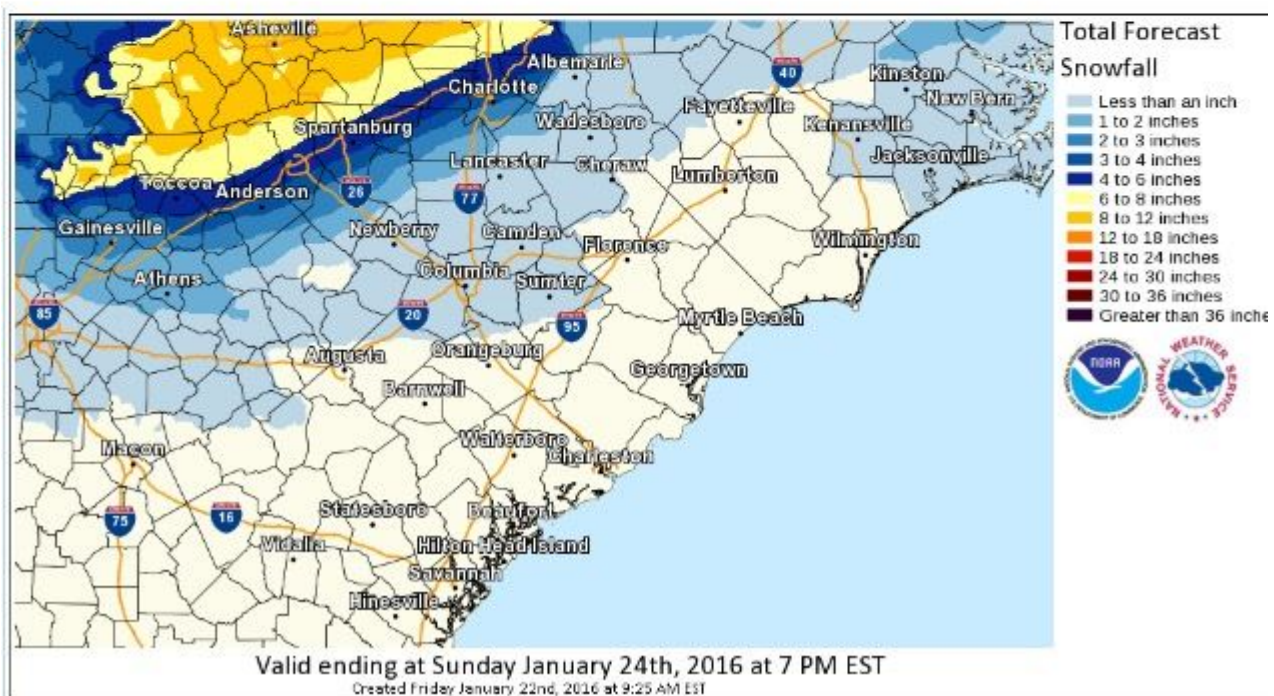 Total Forecast
Snowfall
Less than an inch
1 to 2 inches
2 to 3 inches
3 to 4 inches
4 to 6 inches
6 to 8 inches
8 to 12 inches
12 to 18 inches
18 to 24 inches
24 to 30 inches
30 to 36 inches
Greater than 36 inche
NOAA
NATIONAL WEATHER SERVICE
Asheville
Albemarle
40
Kinston
Charlotte
New Bern
Fayetteville
Spartanburg
Wadesboro
Kenansville
Lancaster
Cheraw
Jacksonville
Toccoa
Anderson
26
77
Lumberton
Gainesville
Newberry
Camden
Florence
Wilmington
Athens
Columbia
Sumter
85
20
95
Myrtle Beach
Augusta
Orangeburg
Georgetown
Barnwell
Macon
Walterboro
Charleston
75
16
Statesboro
Beaufort
Vidalia
Hilton Head Island
Savannah
Hinesville
Valid ending at Sunday January 24th, 2016 at 7 PM EST
Created Friday January 22nd, 2016 at 9:25 AM EST